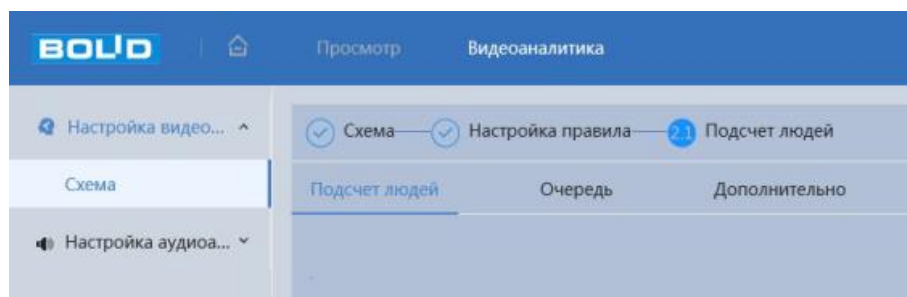 BOLID Просмотр Видеоаналитика
Настройка видео... Схема Настройка правила 2.1 Подсчет людей
Схема Подсчет людей Очередь Дополнительно
Настройка аудиоа...